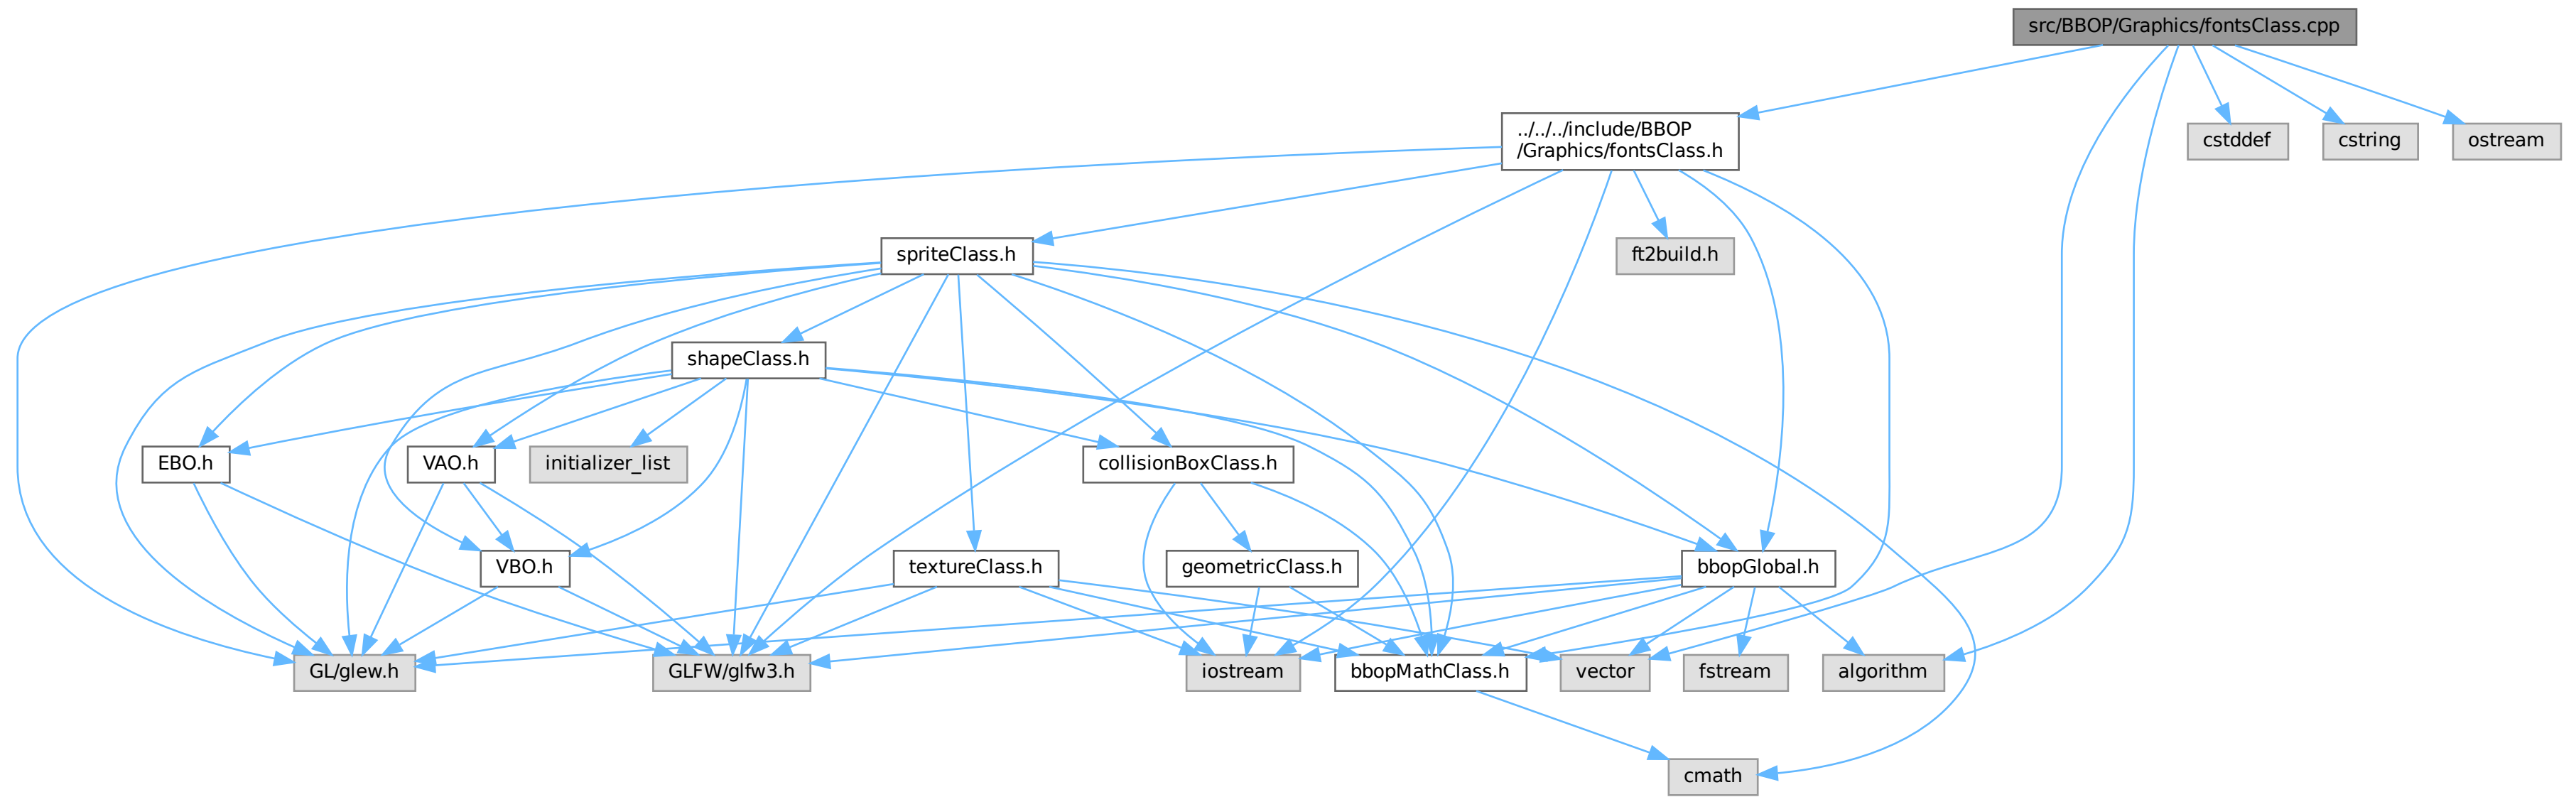 src/BBOP/Graphics/fontsClass.cpp
../../../include/BBOP
/Graphics/fontsClass.h
cstddef
cstring
ostream
spriteClass.h
ft2build.h
shapeClass.h
EBO.h
VAO.h
initializer_list
collisionBoxClass.h
VBO.h
textureClass.h
geometricClass.h
bbopGlobal.h
GL/glew.h
GLFW/glfw3.h
iostream
bbopMathClass.h
vector
fstream
algorithm
cmath